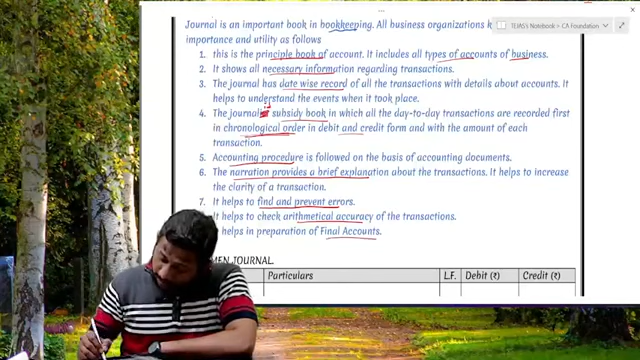 Journal is an important book in bookkeeping. All business organizations k
TEJAS's Notebook > CA Foundation
importance and utility as follows
1. this is the principle book of account. It includes all types of accounts of business.
2. It shows all necessary information regarding transactions.
3. The journal has date wise record of all the transactions with details about accounts. It
helps to understand the events when it took place.
4. The journal is subsidy book in which all the day-to-day transactions are recorded first
in chronological order in debit and credit form and with the amount of each
transaction.
5. Accounting procedure is followed on the basis of accounting documents.
6. The narration provides a brief explanation about the transactions. It helps to increase
the clarity of a transaction.
7. It helps to find and prevent errors.
It helps to check arithmetical accuracy of the transactions.
t helps in preparation of Final Accounts.
MEN JOURNAL.
Particulars L.F. Debit (₹) Credit (₹)